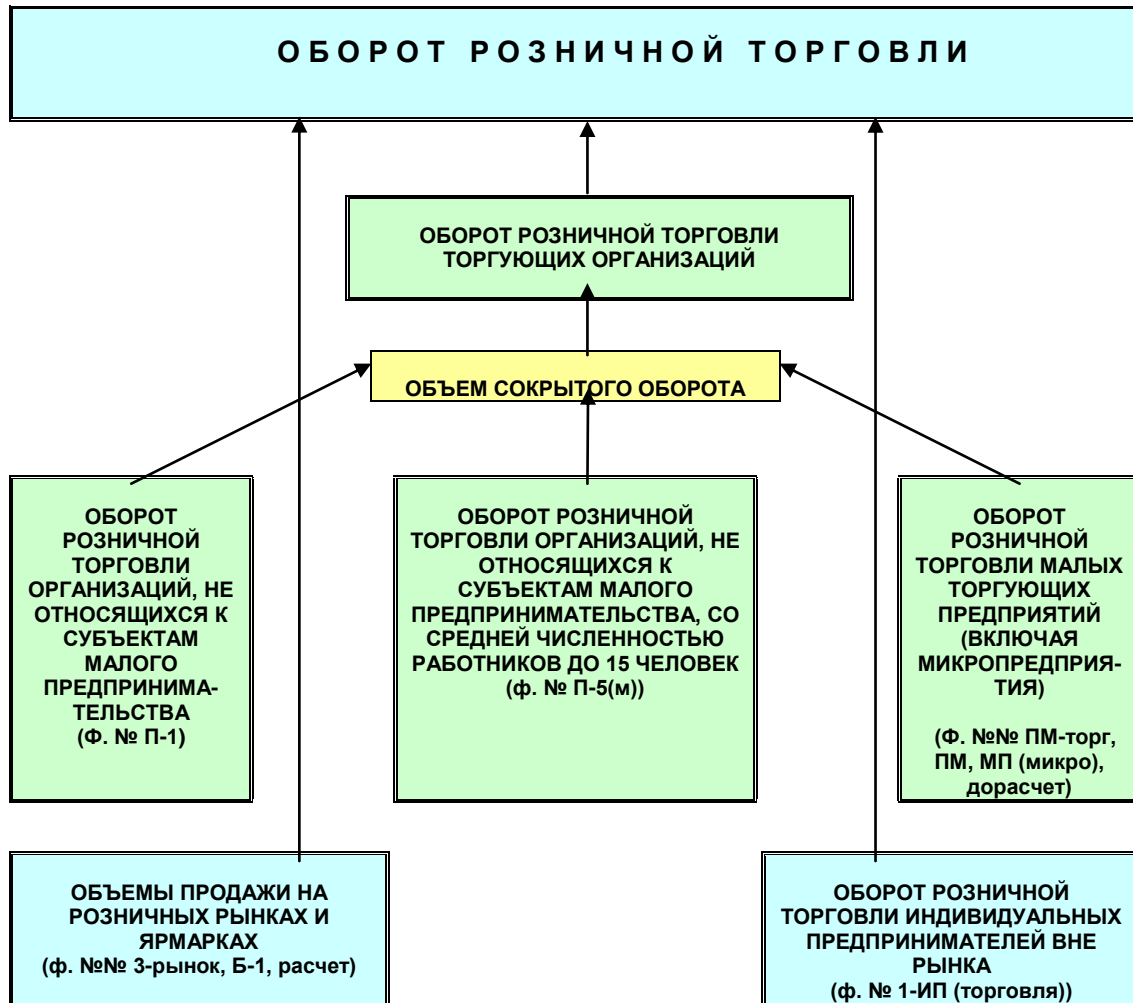 ОБОРОТ РОЗНИЧНОЙ ТОРГОВЛИ
ОБОРОТ РОЗНИЧНОЙ ТОРГОВЛИ
ТОРГУЮЩИХ ОРГАНИЗАЦИЙ
ОБЪЕМ СОКРЫТОГО ОБОРОТА
ОБОРОТ
РОЗНИЧНОЙ
ТОРГОВЛИ
ОРГАНИЗАЦИЙ, НЕ
ОТНОСЯЩИХСЯ К
СУБЪЕКТАМ
МАЛОГО
ПРЕДПРИНИМА-
ТЕЛЬСТВА
(Ф. № П-1)
ОБОРОТ РОЗНИЧНОЙ
ТОРГОВЛИ ОРГАНИЗАЦИЙ, НЕ
ОТНОСЯЩИХСЯ К
СУБЪЕКТАМ МАЛОГО
ПРЕДПРИНИМАТЕЛЬСТВА, СО
СРЕДНЕЙ ЧИСЛЕННОСТЬЮ
РАБОТНИКОВ ДО 15 ЧЕЛОВЕК
(ф. № П-5(м))
ОБОРОТ
РОЗНИЧНОЙ
ТОРГОВЛИ МАЛЫХ
ТОРГУЮЩИХ
ПРЕДПРИЯТИЙ
(ВКЛЮЧАЯ
МИКРОПРЕДПРИЯ-
ТИЯ)
(Ф. №№ ПМ-торг,
ПМ, МП (микро),
дорасчет)
ОБЪЕМЫ ПРОДАЖИ НА
РОЗНИЧНЫХ РЫНКАХ И
ЯРМАРКАХ
(ф. №№ 3-рынок, Б-1, расчет)
ОБОРОТ РОЗНИЧНОЙ
ТОРГОВЛИ ИНДИВИДУАЛЬНЫХ
ПРЕДПРИНИМАТЕЛЕЙ ВНЕ
РЫНКА
(ф. № 1-ИП (торговля))